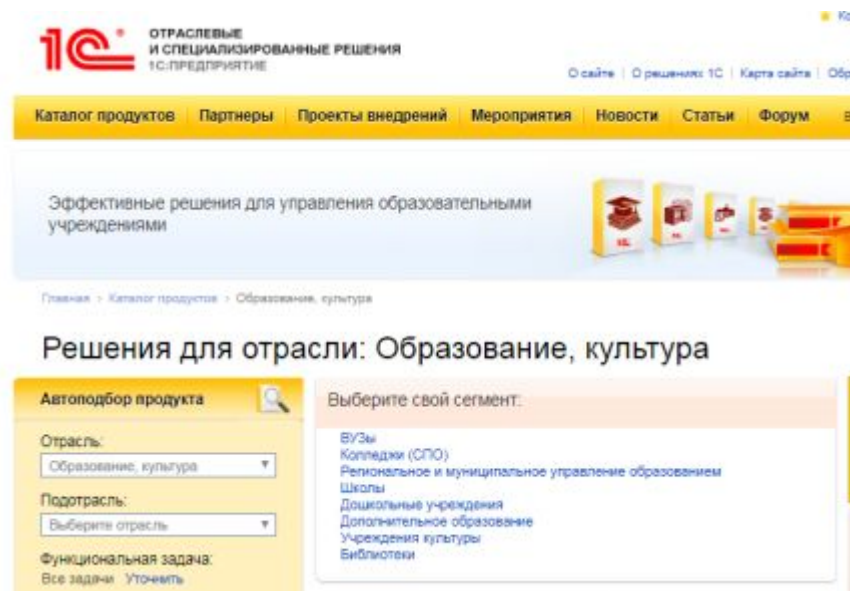 1С
ОТРАСЛЕВЫЕ
И СПЕЦИАЛИЗИРОВАННЫЕ РЕШЕНИЯ
1С:ПРЕДПРИЯТИЕ
О сайте | О решениях 1С | Карта сайта |
Каталог продуктов Партнеры Проекты внедрений Мероприятия Новости Статьи Форум
Эффективные решения для управления образовательными
учреждениями
Главная > Каталог продуктов > Образование, культура
Решения для отрасли: Образование, культура
Автоподбор продукта
Отрасль:
Образование, культура
Подотрасль:
Выберите отрасль
Функциональная задача:
Все задачи Уточнить
Выберите свой сегмент:
ВУЗы
Колледжи (СПО)
Региональное и муниципальное управление образованием
Школы
Дошкольные учреждения
Дополнительное образование
Учреждения культуры
Библиотеки